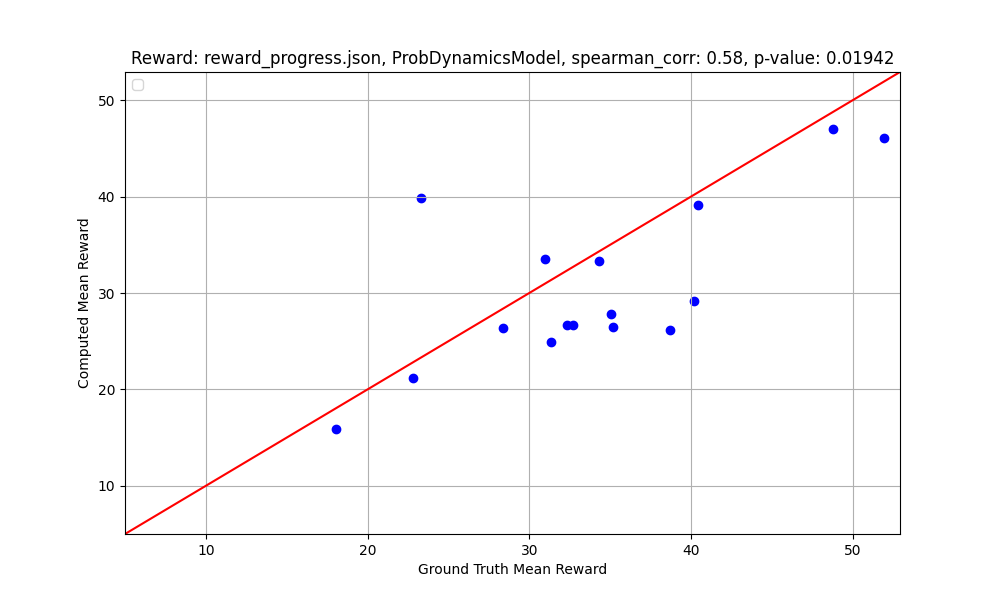 Reward: reward_progress.json, ProbDynamicsModel, spearman_corr: 0.58, p-value: 0.01942
50
40
30
20
10
Computed Mean Reward
10 20 30 40 50
Ground Truth Mean Reward